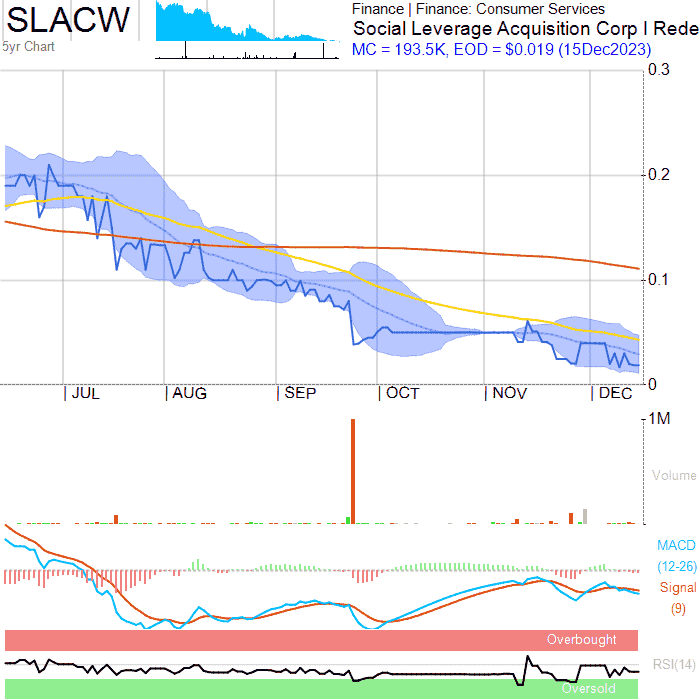 SLACW
5yr Chart
Finance | Finance: Consumer Services
Social Leverage Acquisition Corp I Rede
MC = 193.5K, EOD = $0.019 (15Dec2023)
0.3
0.2
0.1
0
JUL AUG SEP OCT NOV DEC
1M
Volume
MACD
(12-26)
Signal
(9)
Overbought
RSI(14)
Oversold